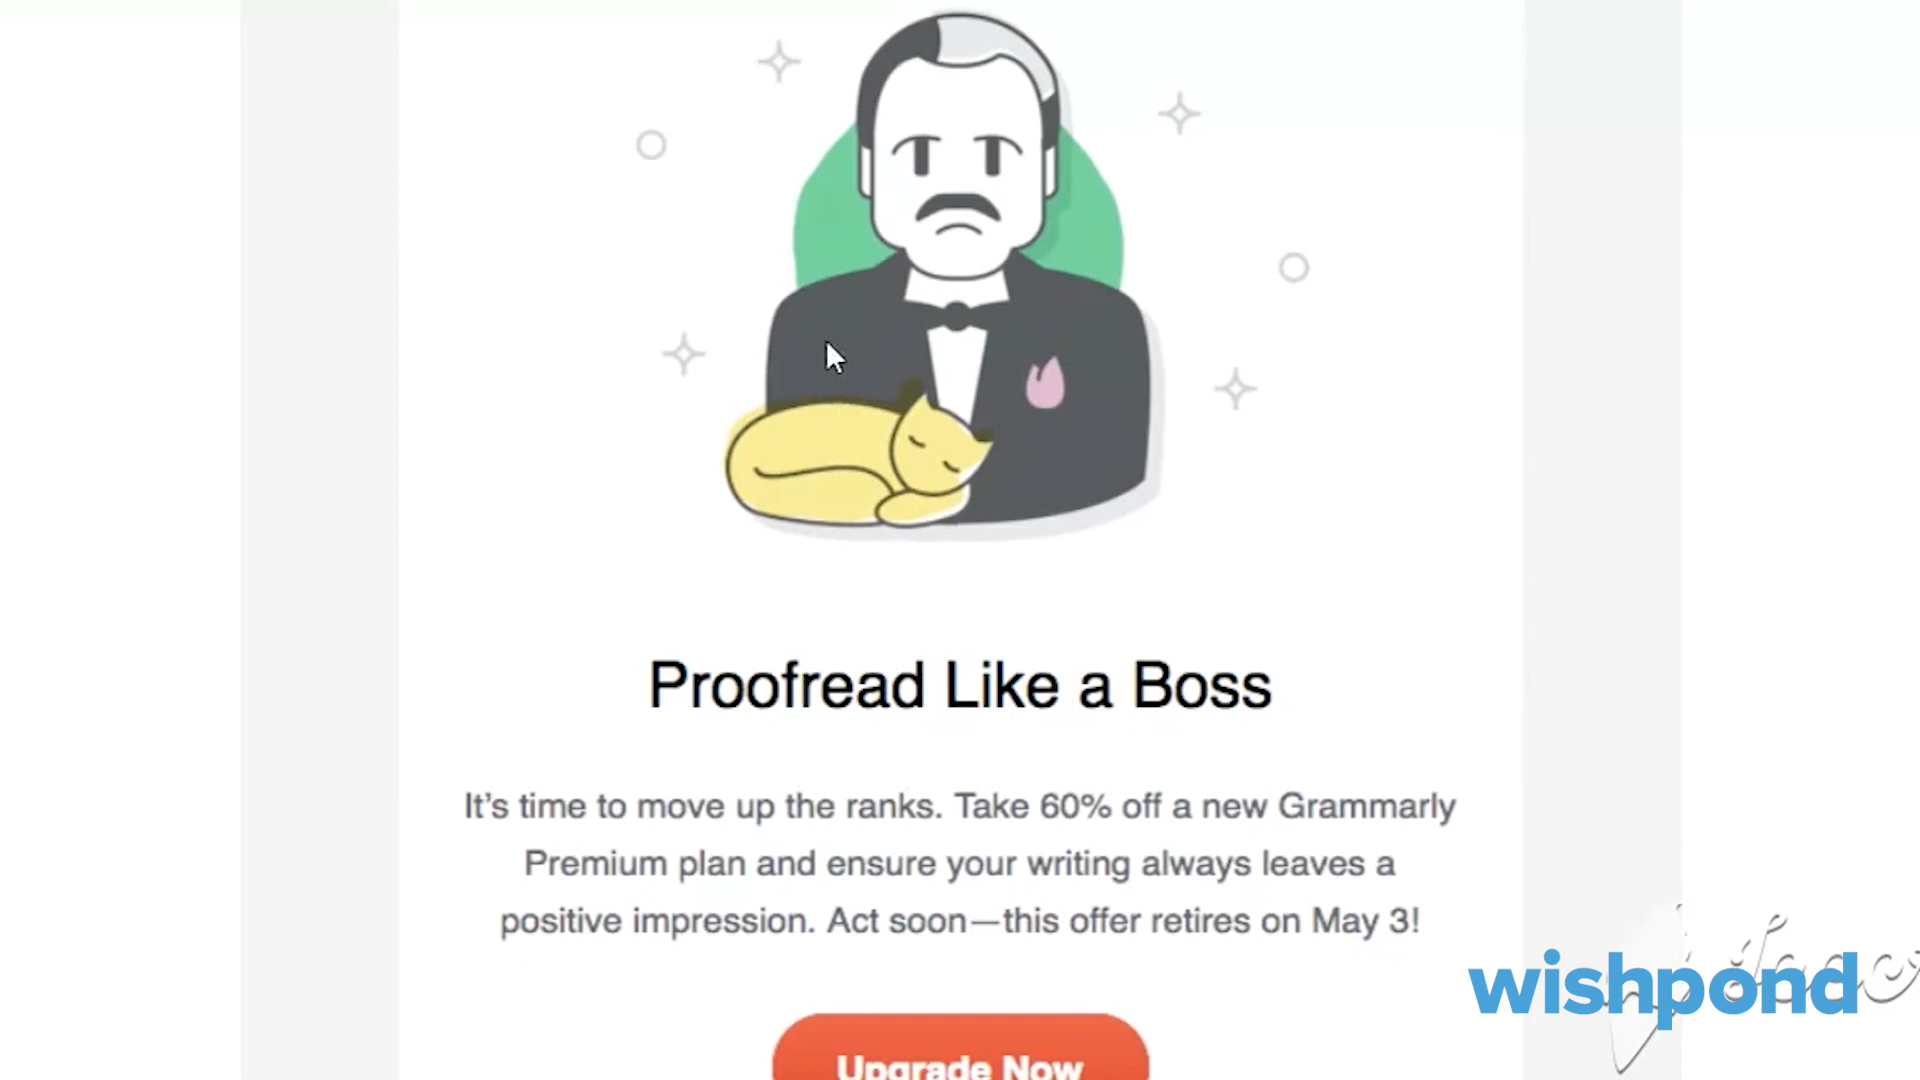 Proofread Like a Boss
It's time to move up the ranks. Take 60% off a new Grammarly
Premium plan and ensure your writing always leaves a
positive impression. Act soon—this offer retires on May 3!
Upgrade Now
wishpond